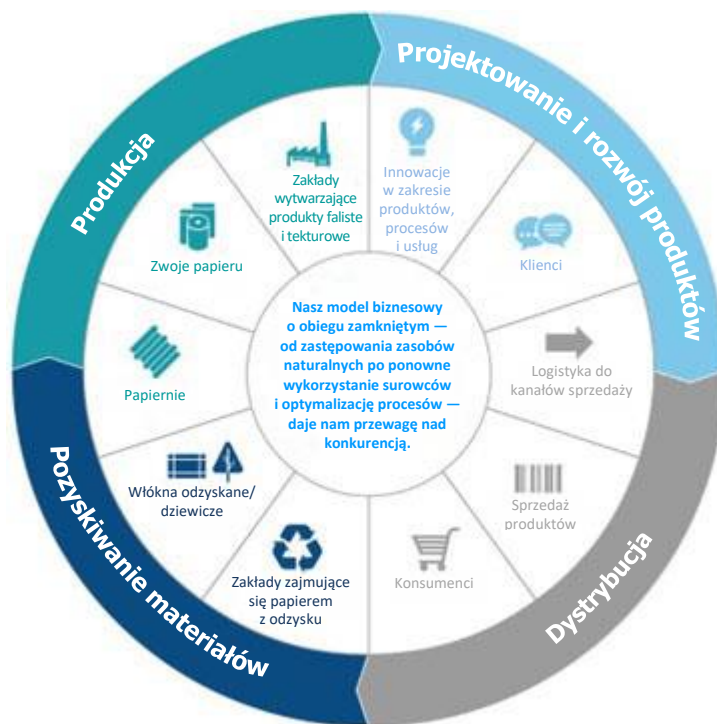 Projektowanie i rozwój produktów
Produkcja
Zakłady
wytwarzające
produkty faliste
i tekturowe
Innowacje
w zakresie
produktów,
procesów
i usług
Zwoje papieru
Klienci
Nasz model biznesowy
o obiegu zamkniętym —
od zastępowania zasobów
naturalnych po ponowne
wykorzystanie surowców
i optymalizację procesów —
daje nam przewagę nad
konkurencją.
Papiernie
Logistyka do
kanałów sprzedaży
Włókna odzyskane/
dziewicze
Sprzedaż
produktów
Zakłady zajmujące
się papierem
z odzysku
Konsumenci
Pozyskiwanie materiałów
Dystrybucja